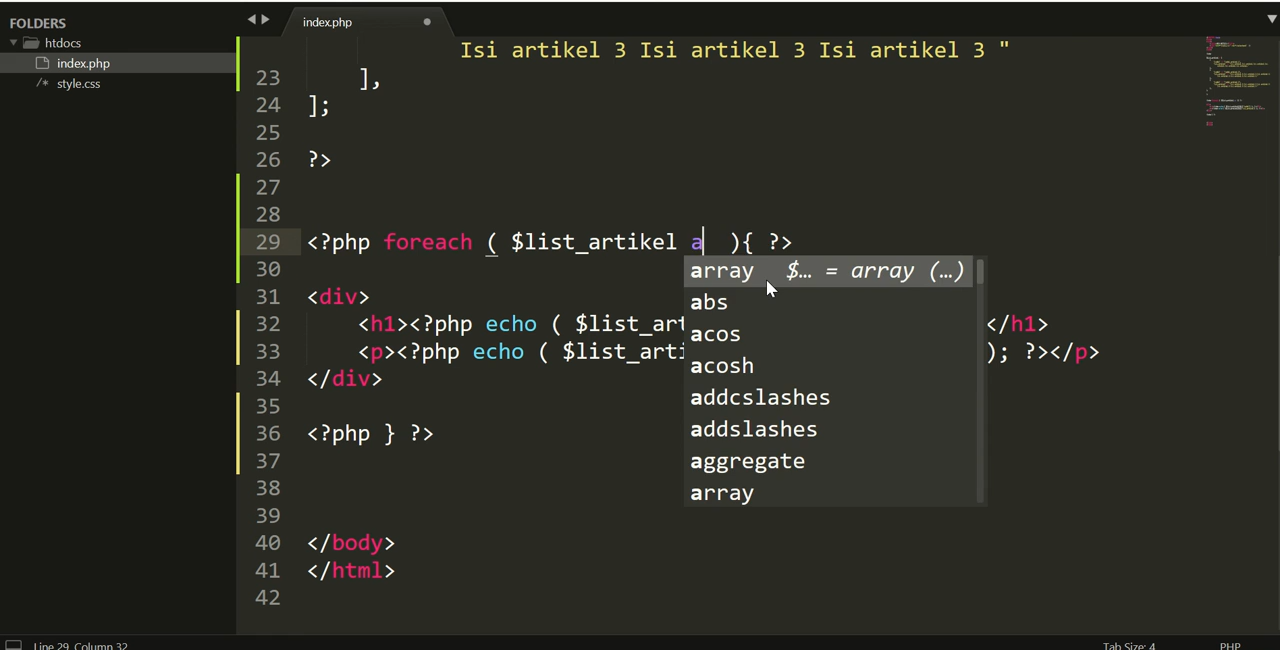 FOLDERS
htdocs
index.php
/* style.css
index.php
Isi artikel 3 Isi artikel 3 Isi artikel 3 "
23 ],
24 ];
25
26 ?>
27
28
29 <?php foreach ( $list_artikel a ){ ?>
array $… = array (…)
abs
acos
acosh
addcslashes
addslashes
aggregate
array
30
31 <div>
32 <h1><?php echo ( $list_art </h1>
33 <p><?php echo ( $list_arti ); ?></p>
34 </div>
35
36 <?php } ?>
37
38
39
40 </body>
41 </html>
42
Line 29, Column 32
Tab Size: 4
PHP